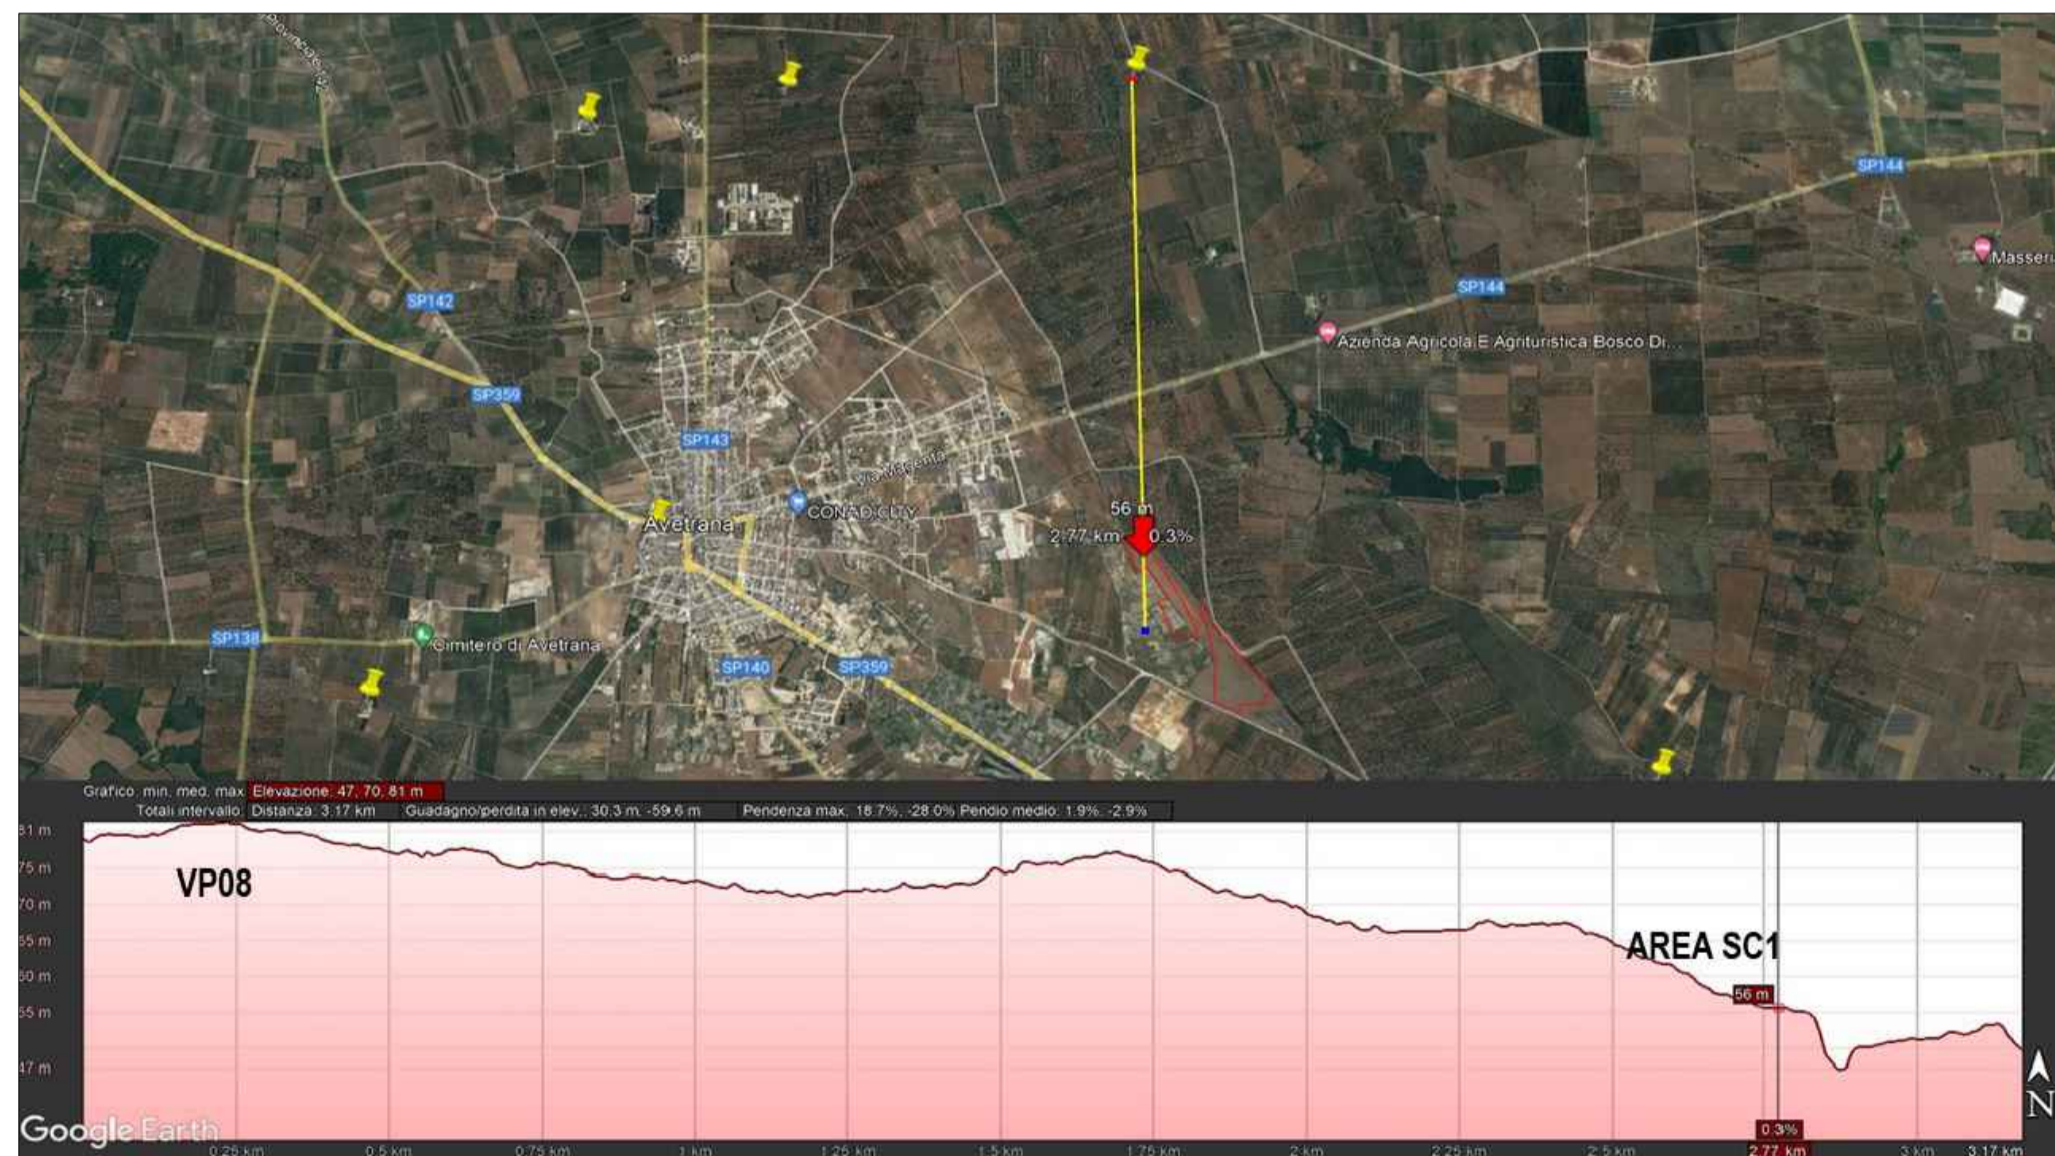 SP144
Masseri
SP142
SP144
Azienda Agricola E Agrituristica Bosco Di...
SP359
SP143
Via Magenta
CONAD CITY
Avetrana
56 m
2.77 km 0.3%
SP138
Cimitero di Avetrana
SP140
SP359
Grafico: min, med, max Elevazione: 47, 70, 81 m
Totali intervallo: Distanza: 3.17 km Guadagno/perdita in elev.: 30.3 m, -59.6 m Pendenza max: 18.7%, -28.0% Pendio medio: 1.9%, -2.9%
81 m
75 m
VP08
70 m
65 m
AREA SC1
60 m
56 m
55 m
47 m
N
Google Earth
0.3%
0.25 km 0.5 km 0.75 km 1 km 1.25 km 1.5 km 1.75 km 2 km 2.25 km 2.5 km 2.77 km 3 km 3.17 km